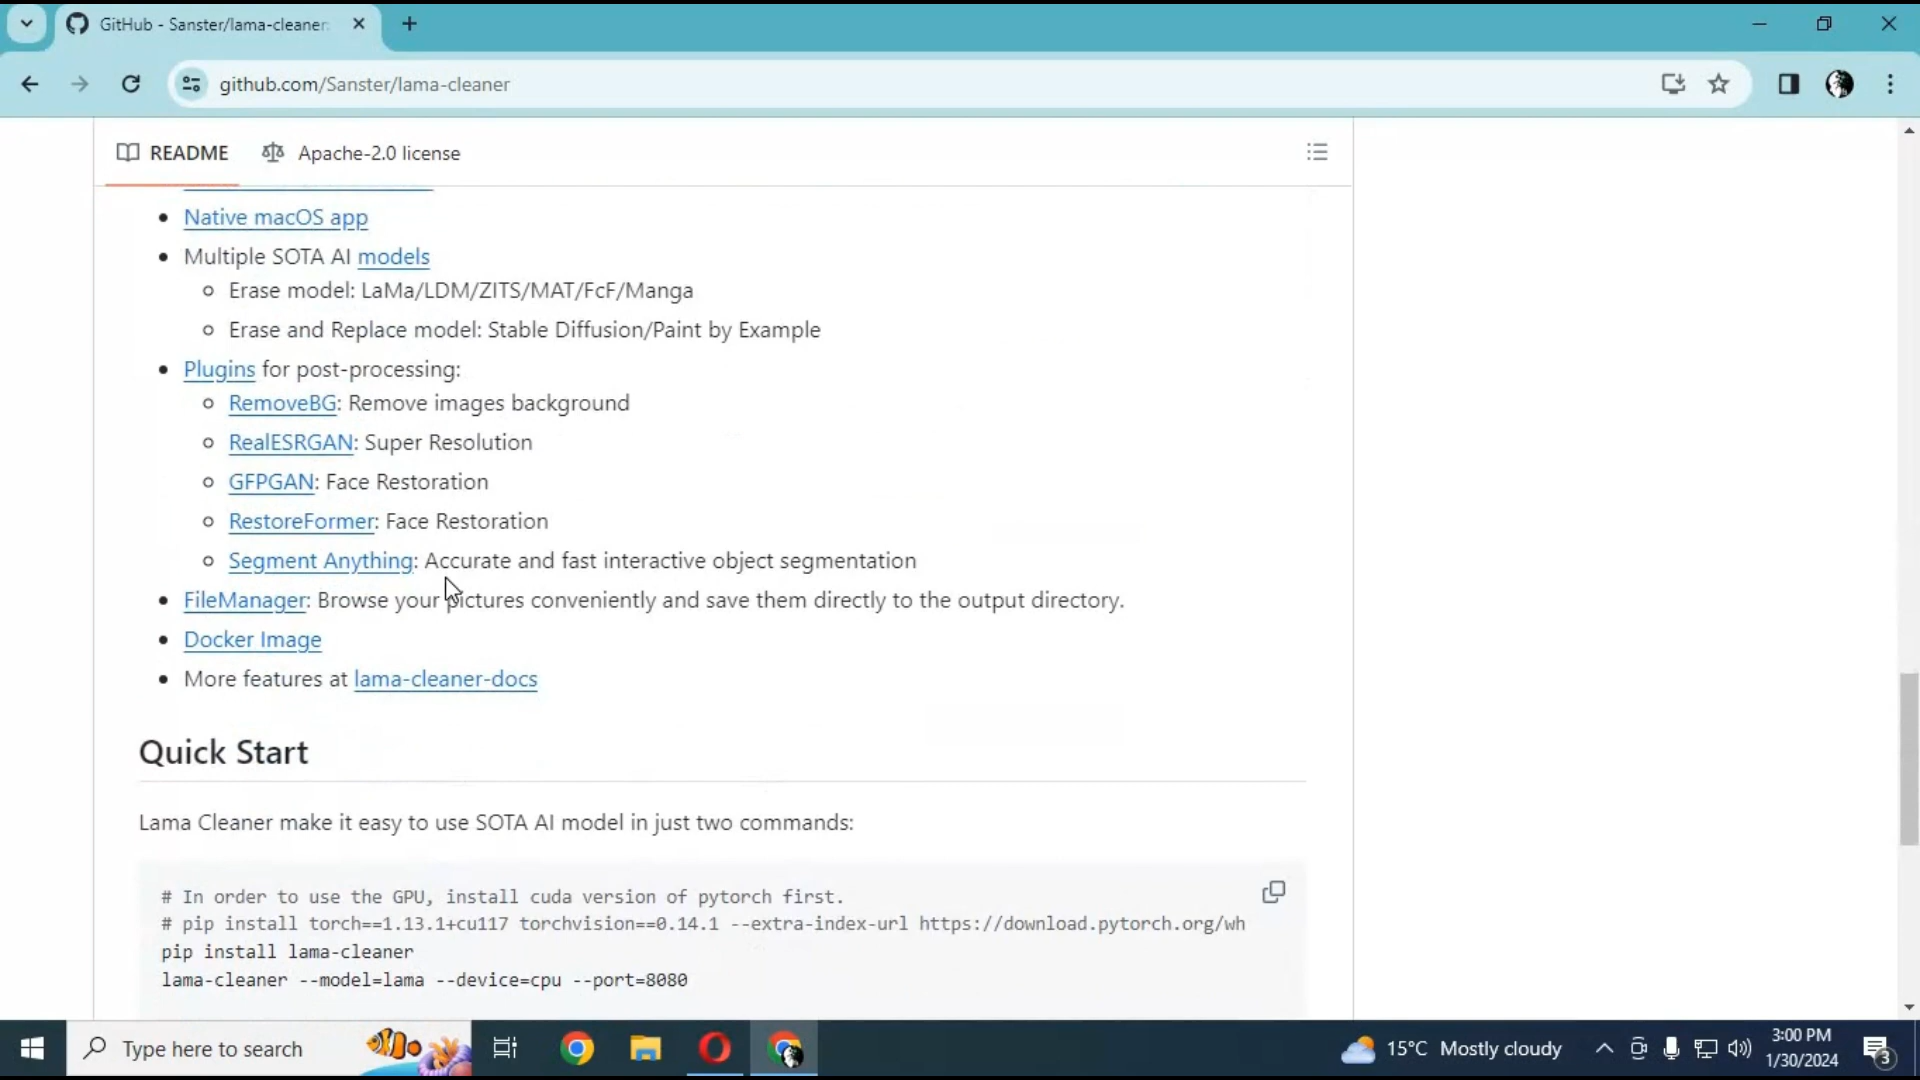 GitHub - Sanster/lama-cleaner:
github.com/Sanster/lama-cleaner
README
Apache-2.0 license
Native macOS app
Multiple SOTA AI models
Erase model: LaMa/LDM/ZITS/MAT/FcF/Manga
Erase and Replace model: Stable Diffusion/Paint by Example
Plugins for post-processing:
RemoveBG: Remove images background
RealESRGAN: Super Resolution
GFPGAN: Face Restoration
RestoreFormer: Face Restoration
Segment Anything: Accurate and fast interactive object segmentation
FileManager: Browse your pictures conveniently and save them directly to the output directory.
Docker Image
More features at lama-cleaner-docs
Quick Start
Lama Cleaner make it easy to use SOTA AI model in just two commands:
# In order to use the GPU, install cuda version of pytorch first.
# pip install torch==1.13.1+cu117 torchvision==0.14.1 --extra-index-url https://download.pytorch.org/wh
pip install lama-cleaner
lama-cleaner --model=lama --device=cpu --port=8080
Type here to search
15°C Mostly cloudy
3:00 PM
1/30/2024
3